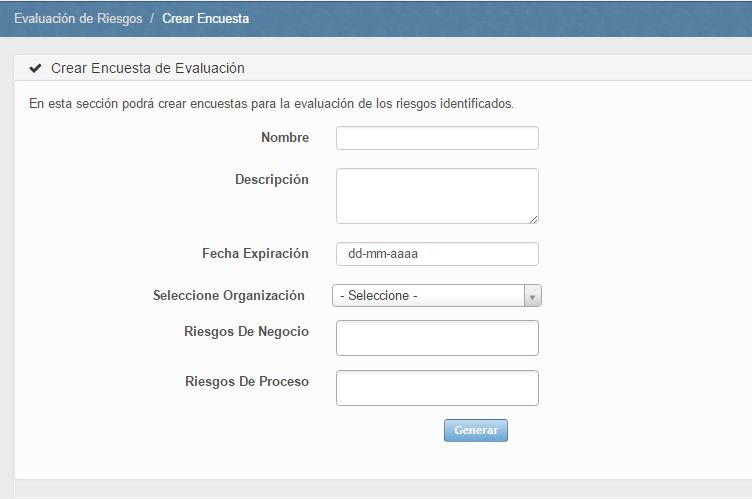 Evaluación de Riesgos / Crear Encuesta
Crear Encuesta de Evaluación
En esta sección podrá crear encuestas para la evaluación de los riesgos identificados.
Nombre
Descripción
Fecha Expiración dd-mm-aaaa
Seleccione Organización - Seleccione -
Riesgos De Negocio
Riesgos De Proceso
Generar